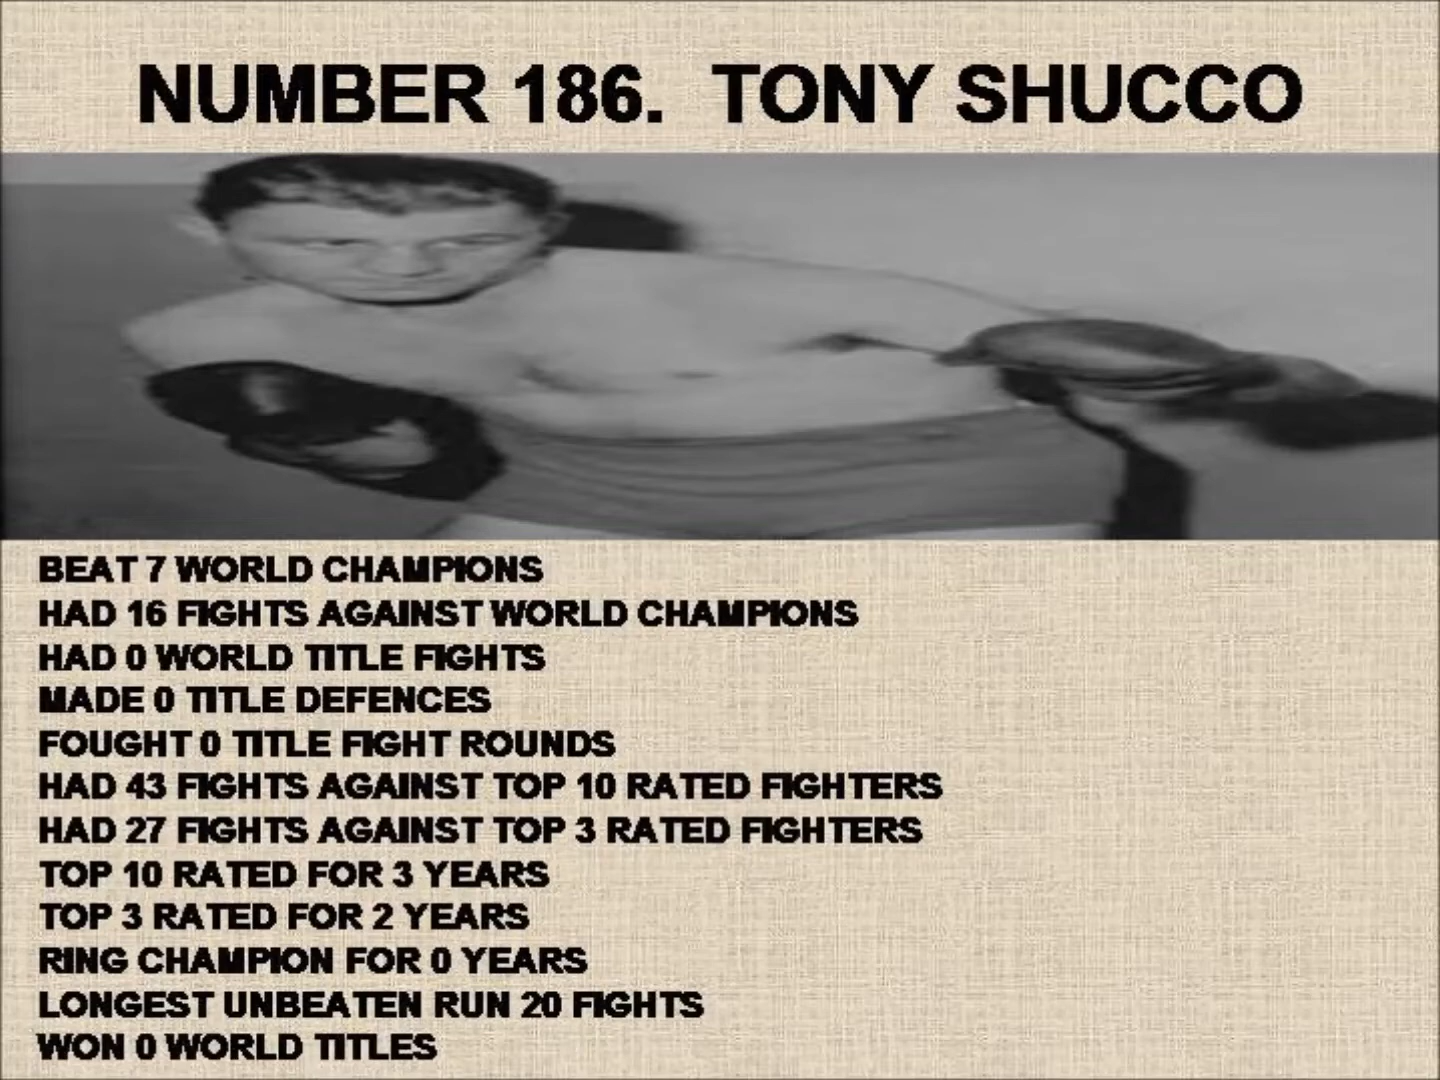 NUMBER 186. TONY SHUCCO
BEAT 7 WORLD CHAMPIONS
HAD 16 FIGHTS AGAINST WORLD CHAMPIONS
HAD 0 WORLD TITLE FIGHTS
MADE 0 TITLE DEFENCES
FOUGHT 0 TITLE FIGHT ROUNDS
HAD 43 FIGHTS AGAINST TOP 10 RATED FIGHTERS
HAD 27 FIGHTS AGAINST TOP 3 RATED FIGHTERS
TOP 10 RATED FOR 3 YEARS
TOP 3 RATED FOR 2 YEARS
RING CHAMPION FOR 0 YEARS
LONGEST UNBEATEN RUN 20 FIGHTS
WON 0 WORLD TITLES